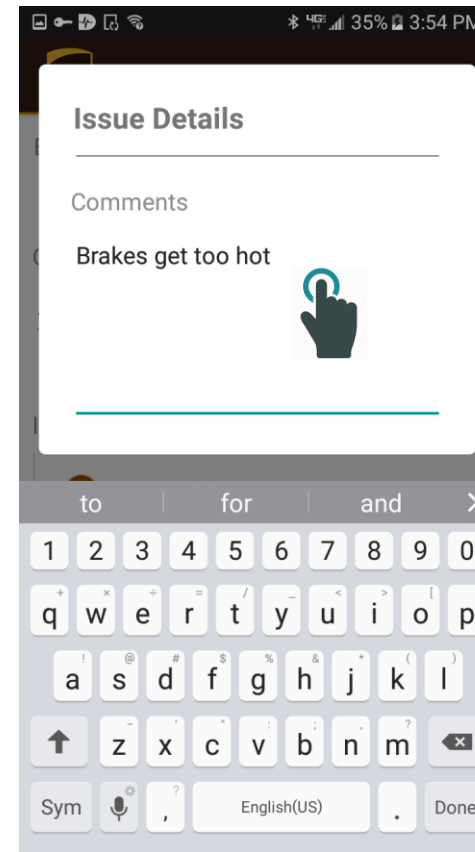 4G 35% 3:54 PM
Issue Details
Comments
Brakes get too hot
to for and
1 2 3 4 5 6 7 8 9 0
+ × ÷ = / _ < > [
q w e r t y u i o p
! @ # $ % & * ( )
a s d f g h j k l
- ' " : ; , ?
z x c v b n m
Sym ? , English(US) . Done